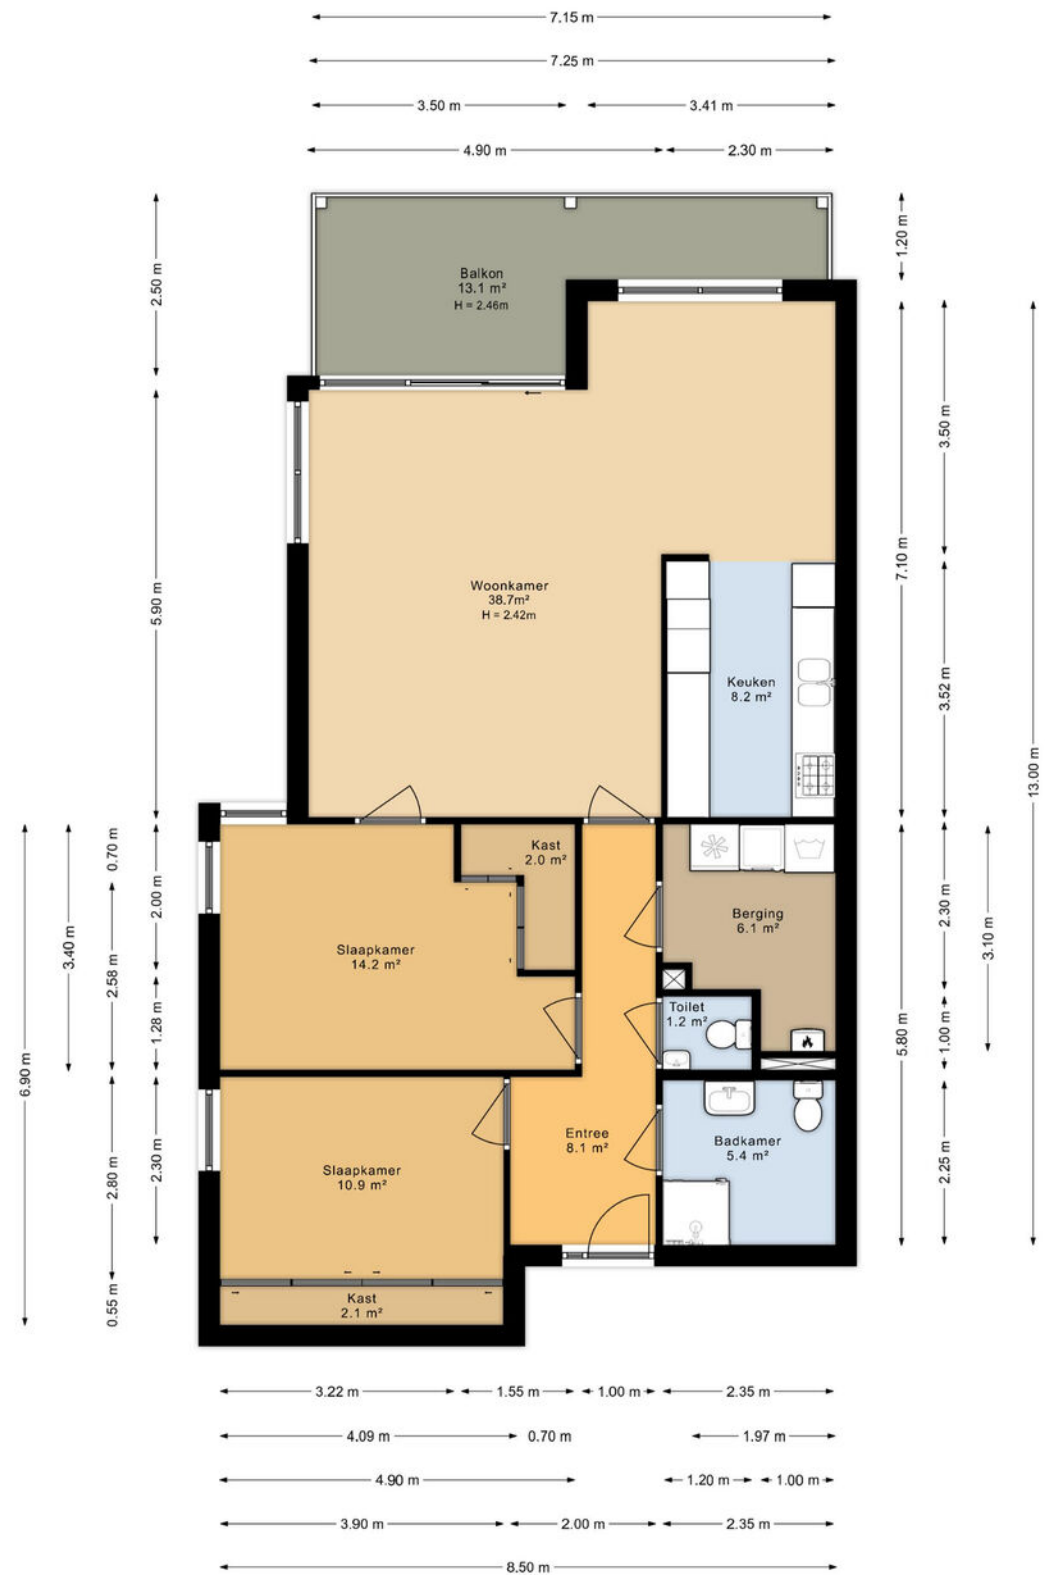 7.15 m
7.25 m
3.50 m
3.41 m
4.90 m
2.30 m
2.50 m
1.20 m
Balkon
13.1 m²
H = 2.46m
5.90 m
3.50 m
7.10 m
3.52 m
13.00 m
Woonkamer
38.7m²
H = 2.42m
Keuken
8.2 m²
6.90 m
3.40 m
0.70 m
2.58 m
2.00 m
1.28 m
Kast
2.0 m²
Slaapkamer
14.2 m²
Berging
6.1 m²
Toilet
1.2 m²
2.30 m
3.10 m
1.00 m
5.80 m
2.80 m
2.30 m
0.55 m
Slaapkamer
10.9 m²
Entree
8.1 m²
Badkamer
5.4 m²
2.25 m
Kast
2.1 m²
3.22 m
1.55 m
1.00 m
2.35 m
4.09 m
0.70 m
1.97 m
4.90 m
1.20 m
1.00 m
3.90 m
2.00 m
2.35 m
8.50 m